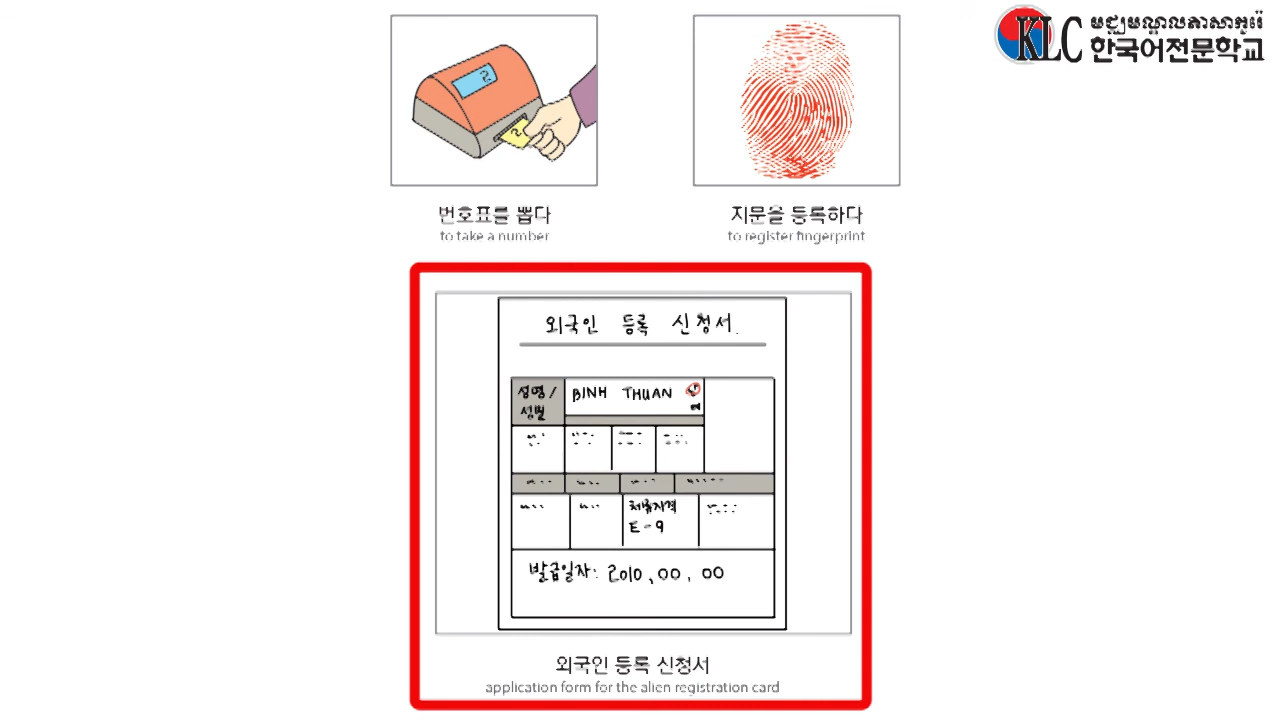 KLC
មជ្ឈមណ្ឌលភាសាកូរ៉េ
한국어전문학교
번호표를 뽑다
to take a number
지문을 등록하다
to register fingerprint
2
2
외국인 등록 신청서
성명/
성별
BINH THUAN
체류자격
E-9
발급일자: 2010.00.00
외국인 등록 신청서
application form for the alien registration card